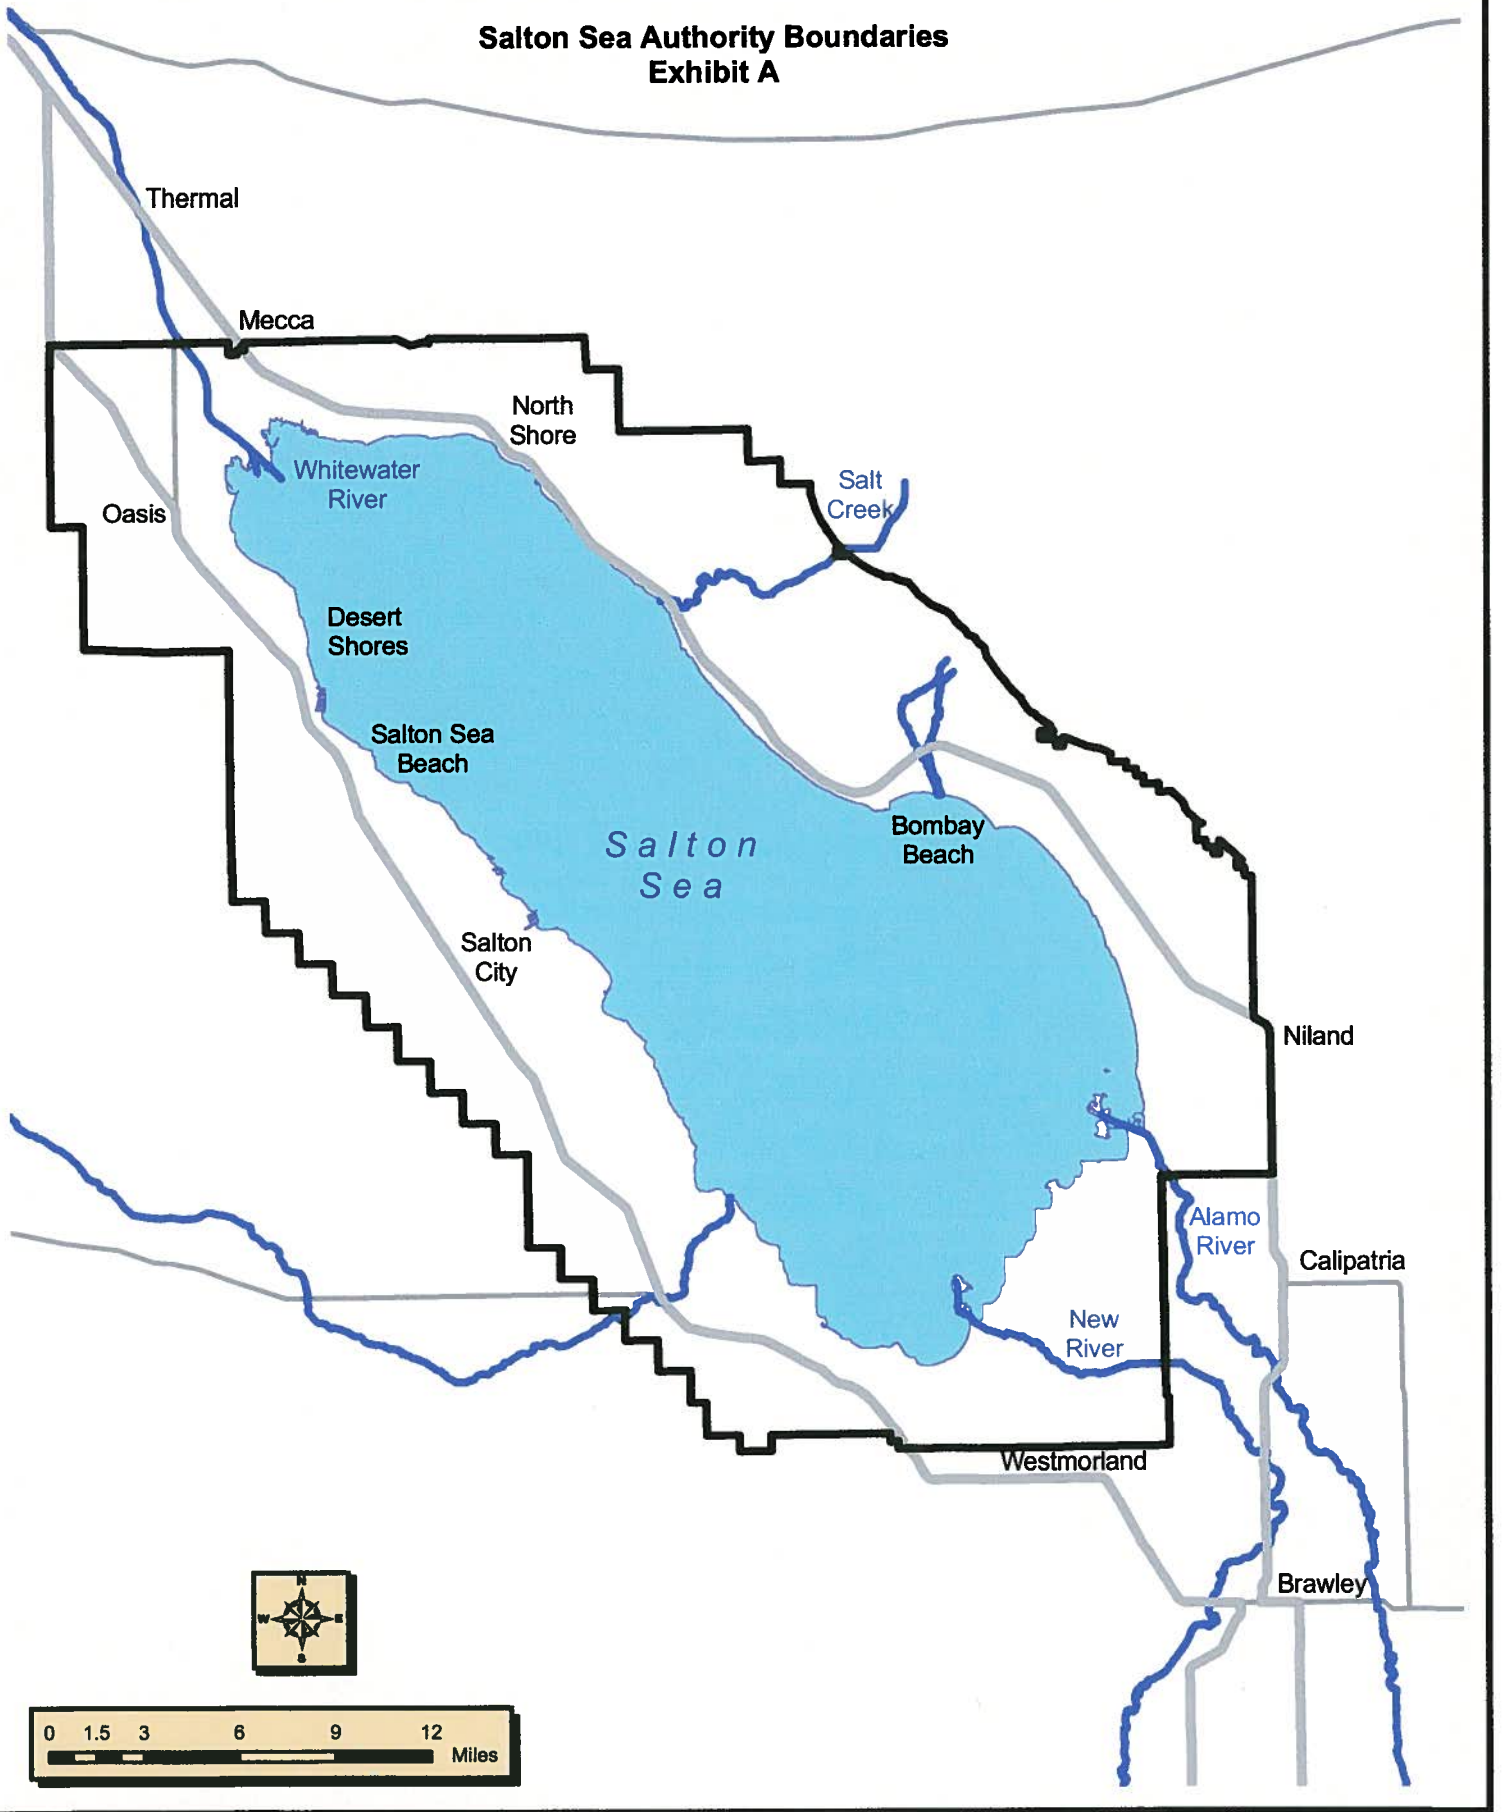 Salton Sea Authority Boundaries
Exhibit A
Thermal
Mecca
North
Shore
Whitewater
River
Salt
Creek
Oasis
Desert
Shores
Salton Sea
Beach
Salton
Sea
Bombay
Beach
Salton
City
Niland
Alamo
River
Calipatria
New
River
Westmorland
Brawley
N
W E
S
0 1.5 3 6 9 12
Miles